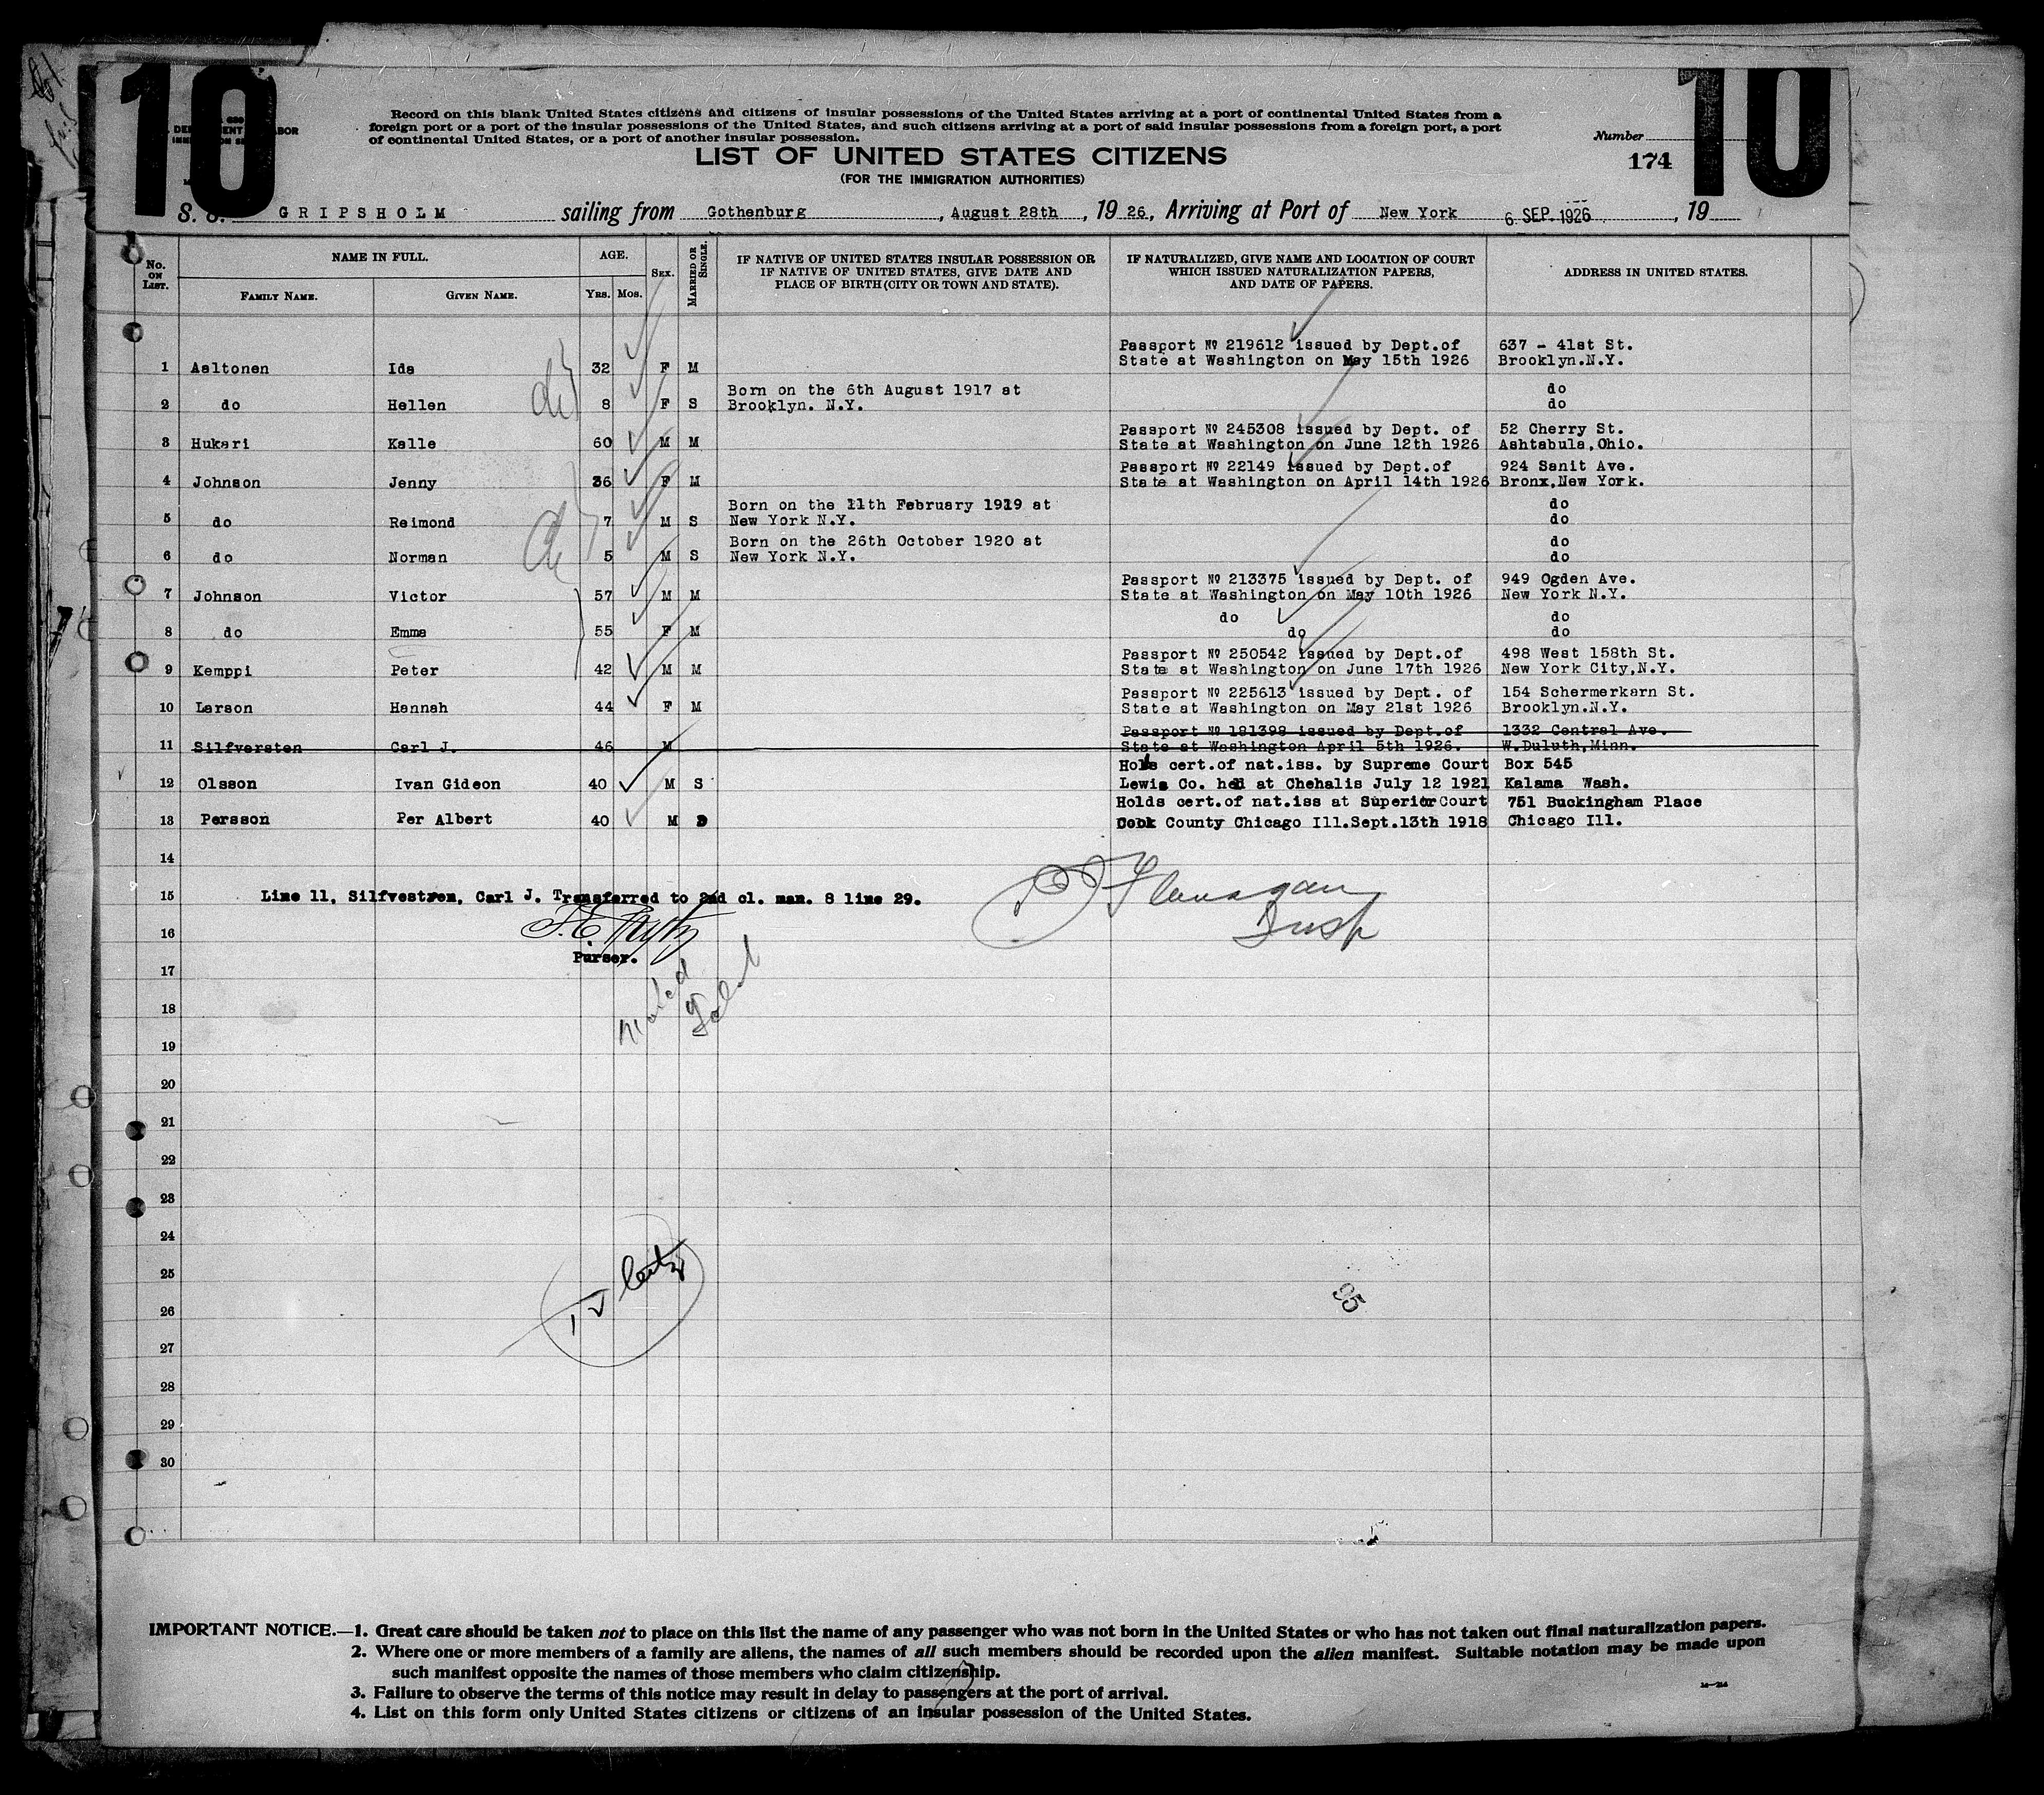 10
10
Record on this blank United States citizens and citizens of insular possessions of the United States arriving at a port of continental United States from a
foreign port or a port of the insular possessions of the United States, and such citizens arriving at a port of said insular possessions from a foreign port, a port
of continental United States, or a port of another insular possession.
LIST OF UNITED STATES CITIZENS
(FOR THE IMMIGRATION AUTHORITIES)
Number
174
S. S. GRIPSHOLM sailing from Gothenburg, August 28th, 1926, Arriving at Port of New York 6 SEP. 1926, 19
No. ON LIST. NAME IN FULL. AGE. SEX. MARRIED OR SINGLE. IF NATIVE OF UNITED STATES INSULAR POSSESSION OR IF NATIVE OF UNITED STATES, GIVE DATE AND PLACE OF BIRTH (CITY OR TOWN AND STATE). IF NATURALIZED, GIVE NAME AND LOCATION OF COURT WHICH ISSUED NATURALIZATION PAPERS, AND DATE OF PAPERS. ADDRESS IN UNITED STATES.
FAMILY NAME. GIVEN NAME. YRS. MOS.
Passport No 219612 issued by Dept.of 637 - 41st St.
1 Aaltonen Ida 32 F M State at Washington on May 15th 1926 Brooklyn.N.Y.
Born on the 6th August 1917 at do
2 do Hellen 8 F S Brooklyn. N.Y. do
Passport No 245308 issued by Dept. of 52 Cherry St.
3 Hukari Kalle 60 M M State at Washington on June 12th 1926 Ashtabula,Ohio.
Passport No 22149 issued by Dept.of 924 Sanit Ave.
4 Johnson Jenny 36 F M State at Washington on April 14th 1926 Bronx,New York.
Born on the 11th February 1919 at do
5 do Reimond 7 M S New York N.Y. do
Born on the 26th October 1920 at do
6 do Norman 5 M S New York N.Y. do
Passport No 213375 issued by Dept. of 949 Ogden Ave.
7 Johnson Victor 57 M M State at Washington on May 10th 1926 New York N.Y.
do do
8 do Emma 55 F M do do
Passport No 250542 issued by Dept.of 498 West 158th St.
9 Kemppi Peter 42 M M State at Washington on June 17th 1926 New York City,N.Y.
Passport No 225613 issued by Dept. of 154 Schermerkarn St.
10 Larson Hannah 44 F M State at Washington on May 21st 1926 Brooklyn.N.Y.
Passport No 181398 issued by Dept.of 1332 Central Ave.
11 Silfversten Carl J. 46 M State at Washington April 5th 1926. W.Duluth,Minn.
Holds cert.of nat.iss. by Supreme Court Box 545
12 Olsson Ivan Gideon 40 M S Lewis Co. held at Chehalis July 12 1921 Kalama Wash.
Holds cert.of nat.iss at Superior Court 751 Buckingham Place
13 Persson Per Albert 40 M D Cook County Chicago Ill.Sept.13th 1918 Chicago Ill.
14
15 Line 11, Silfvestren, Carl J. Transferred to 2nd cl. man. 8 line 29.
Flanagan
Insp
16
Purser.
17
18
19
20
21
22
23
24
25
26
95
27
28
29
30
IMPORTANT NOTICE.—1. Great care should be taken not to place on this list the name of any passenger who was not born in the United States or who has not taken out final naturalization papers.
2. Where one or more members of a family are aliens, the names of all such members should be recorded upon the alien manifest. Suitable notation may be made upon
such manifest opposite the names of those members who claim citizenship.
3. Failure to observe the terms of this notice may result in delay to passengers at the port of arrival.
4. List on this form only United States citizens or citizens of an insular possession of the United States.